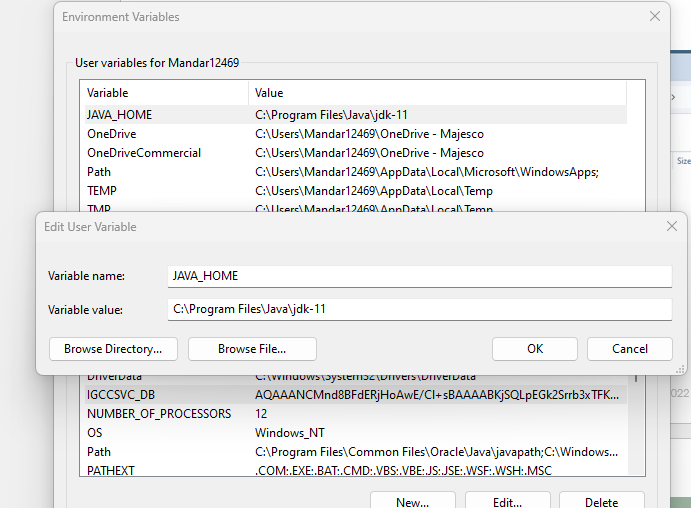 Environment Variables
User variables for Mandar12469
Variable Value
JAVA_HOME C:\Program Files\Java\jdk-11
OneDrive C:\Users\Mandar12469\OneDrive - Majesco
OneDriveCommercial C:\Users\Mandar12469\OneDrive - Majesco
Path C:\Users\Mandar12469\AppData\Local\Microsoft\WindowsApps;
TEMP C:\Users\Mandar12469\AppData\Local\Temp
TMP C:\Users\Mandar12469\AppData\Local\Temp
Size
Edit User Variable
Variable name: JAVA_HOME
Variable value: C:\Program Files\Java\jdk-11
Browse Directory... Browse File... OK Cancel
DriverData C:\Windows\System32\Drivers\DriverData
IGCCSVC_DB AQAAANCMnd8BFdERjHoAwE/Cl+sBAAAABKjSQLpEGk2Srrb3xTFK...
022
NUMBER_OF_PROCESSORS 12
OS Windows_NT
Path C:\Program Files\Common Files\Oracle\Java\javapath;C:\Windows...
PATHEXT .COM;.EXE;.BAT;.CMD;.VBS;.VBE;.JS;.JSE;.WSF;.WSH;.MSC
New... Edit... Delete